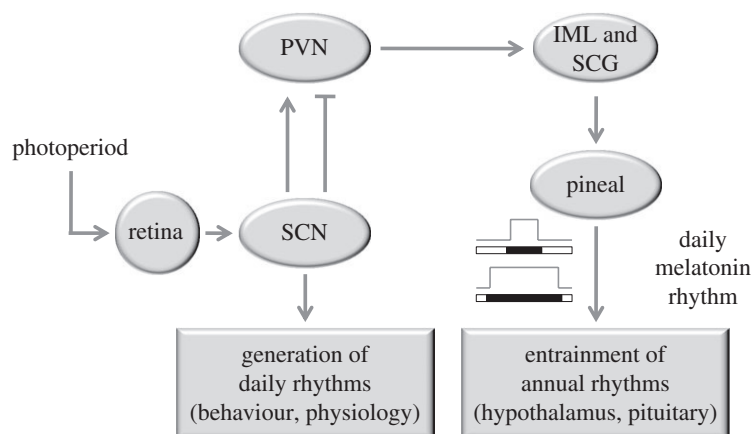 PVN
IML and
SCG
photoperiod
retina
SCN
pineal
daily
melatonin
rhythm
generation of
daily rhythms
(behaviour, physiology)
entrainment of
annual rhythms
(hypothalamus, pituitary)